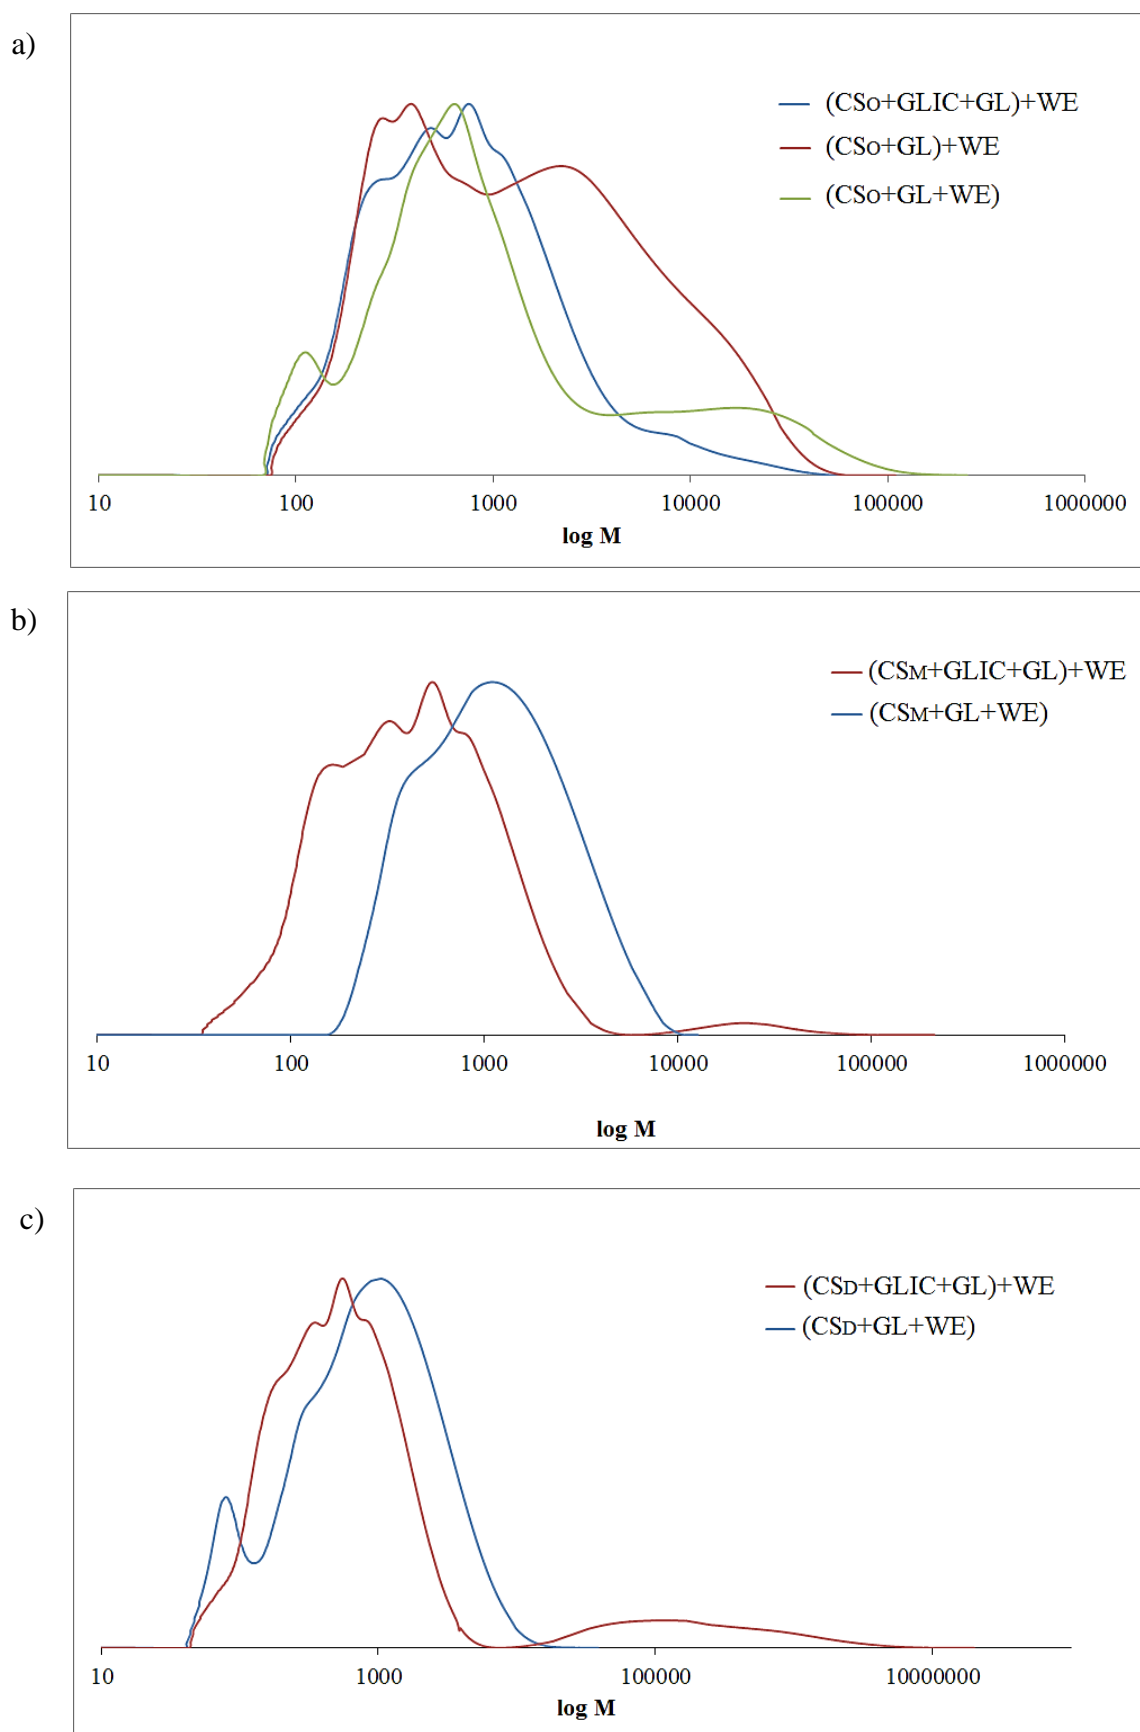 a)
(CSO+GLIC+GL)+WE
(CSO+GL)+WE
(CSO+GL+WE)
10 100 1000 10000 100000 1000000
log M
b)
(CSM+GLIC+GL)+WE
(CSM+GL+WE)
10 100 1000 10000 100000 1000000
log M
c)
(CSD+GLIC+GL)+WE
(CSD+GL+WE)
10 1000 100000 10000000
log M